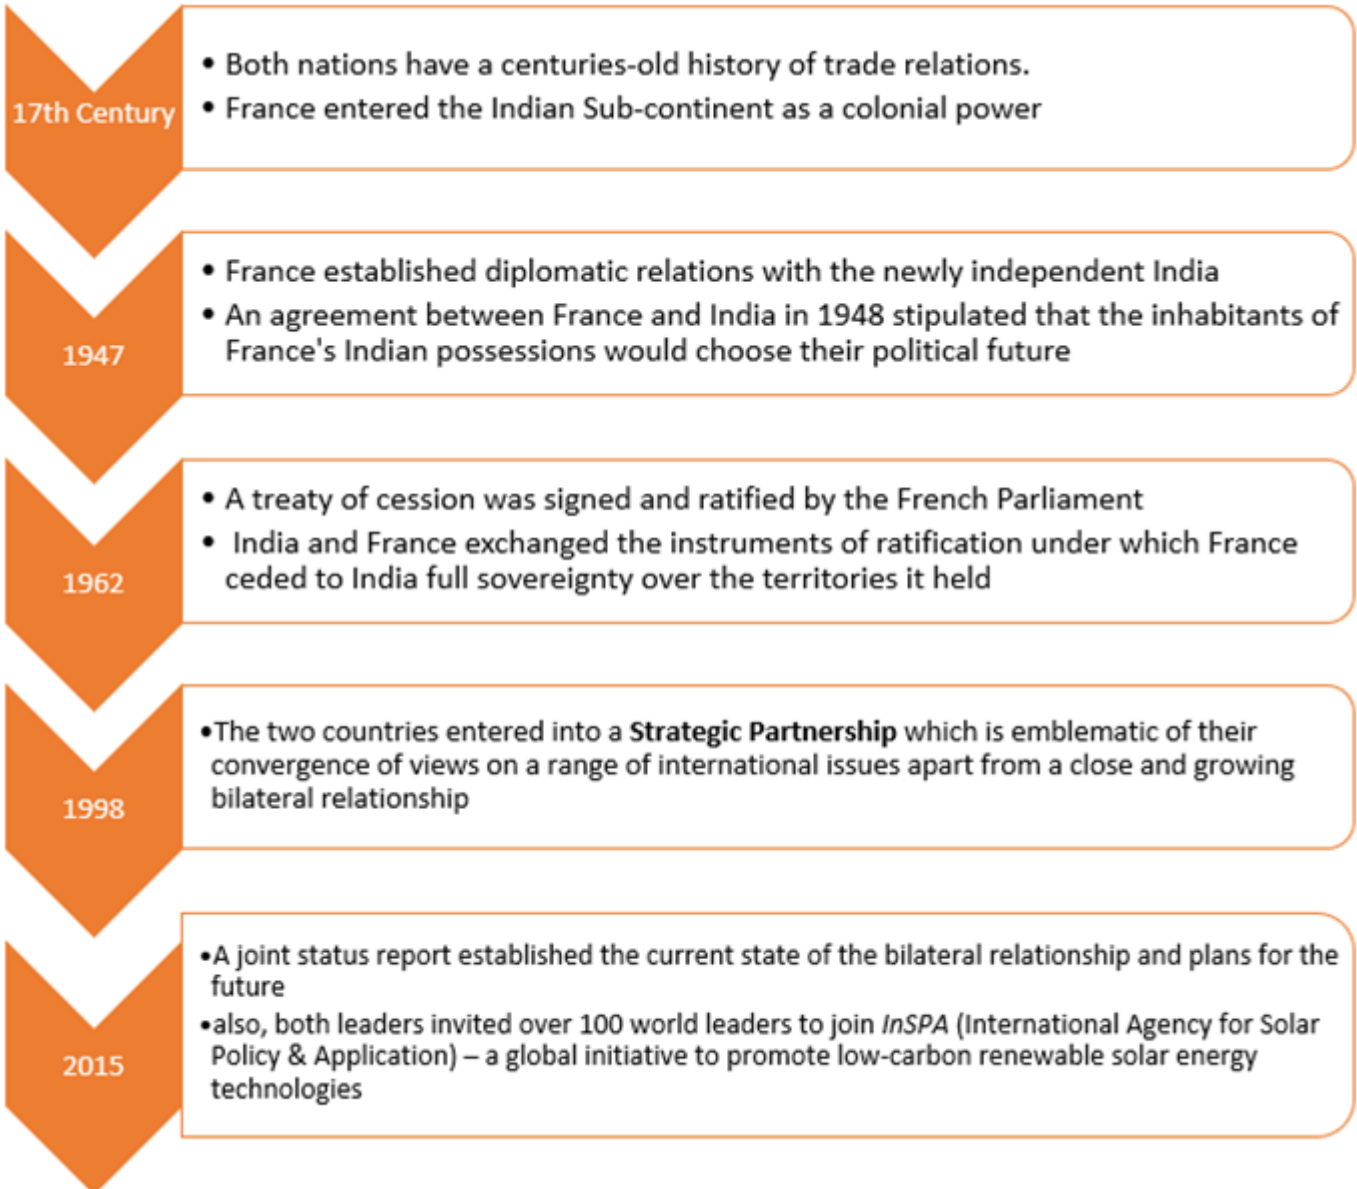 17th Century
• Both nations have a centuries-old history of trade relations.
• France entered the Indian Sub-continent as a colonial power
1947
• France established diplomatic relations with the newly independent India
• An agreement between France and India in 1948 stipulated that the inhabitants of
France's Indian possessions would choose their political future
1962
• A treaty of cession was signed and ratified by the French Parliament
• India and France exchanged the instruments of ratification under which France
ceded to India full sovereignty over the territories it held
1998
•The two countries entered into a Strategic Partnership which is emblematic of their
convergence of views on a range of international issues apart from a close and growing
bilateral relationship
2015
•A joint status report established the current state of the bilateral relationship and plans for the
future
•also, both leaders invited over 100 world leaders to join InSPA (International Agency for Solar
Policy & Application) – a global initiative to promote low-carbon renewable solar energy
technologies